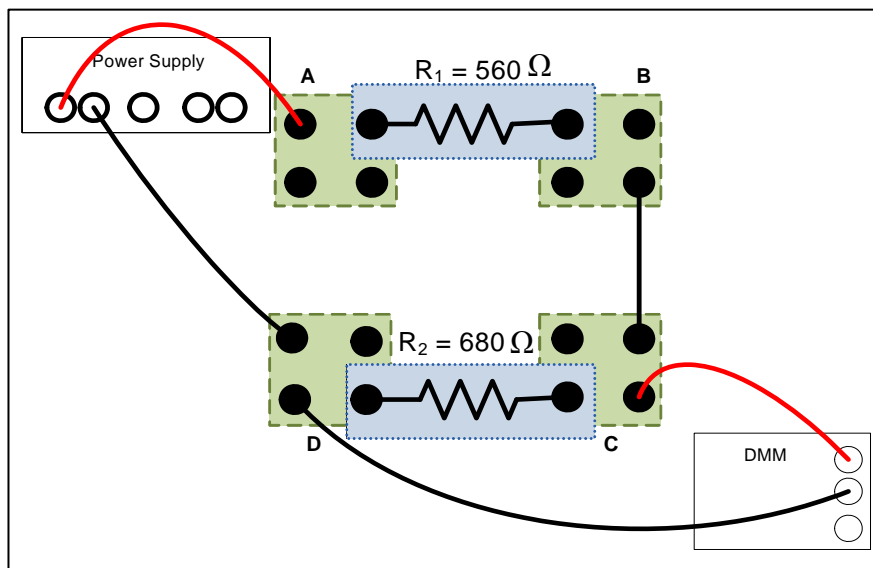 Power Supply
A
R₁ = 560 Ω
B
R₂ = 680 Ω
D
C
DMM